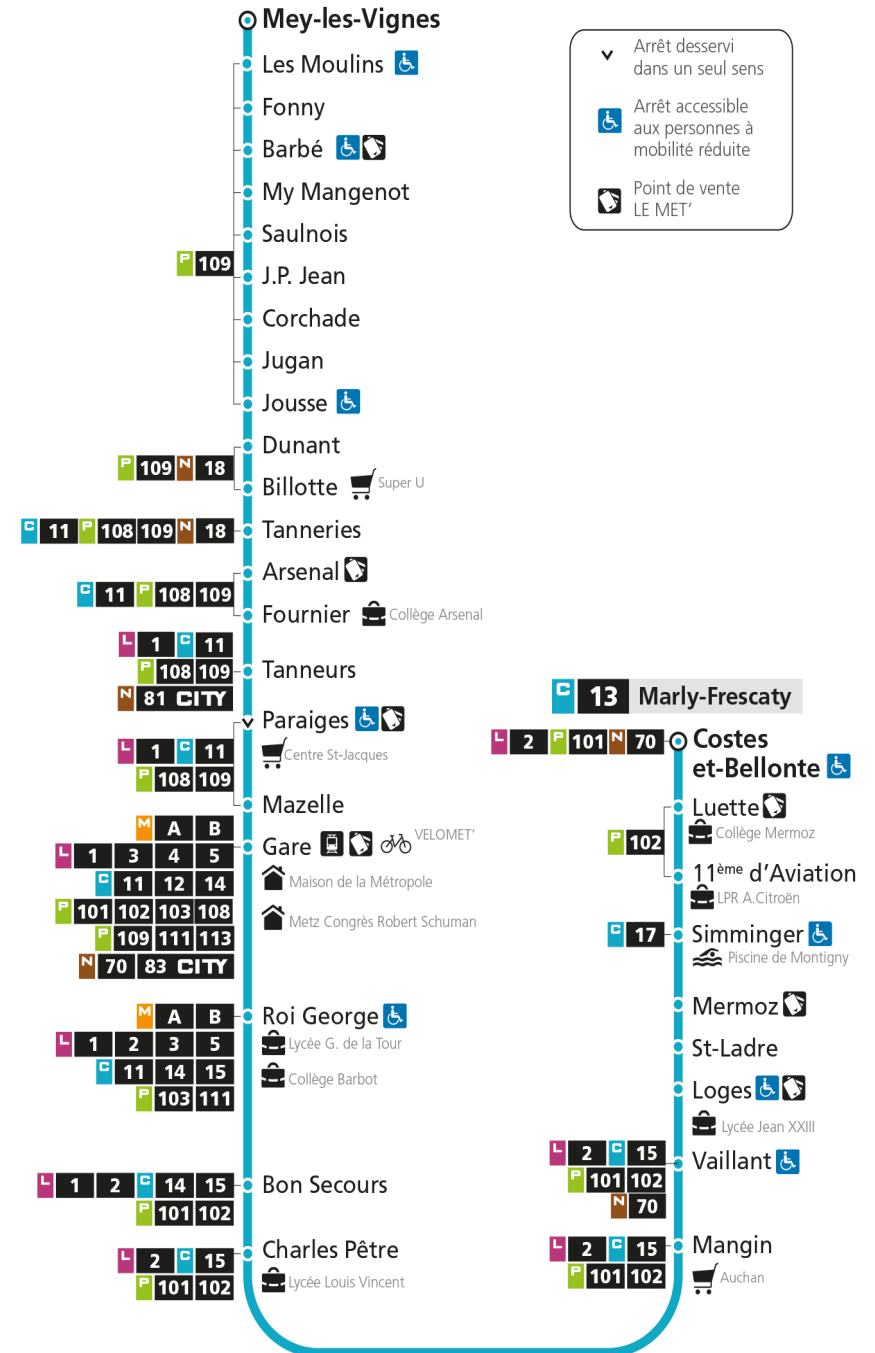 Mey-les-Vignes
Les Moulins
Fonny
Barbé
My Mangenot
Saulnois
P 109
J.P. Jean
Corchade
Jugan
Jousse
Dunant
P 109 N 18
Billotte
Super U
C 11 P 108 109 N 18
Tanneries
Arsenal
C 11 P 108 109
Fournier
Collège Arsenal
L 1 C 11
P 108 109
N 81 CITY
Tanneurs
Paraiges
Centre St-Jacques
L 1 C 11
P 108 109
Mazelle
M A B
L 1 3 4 5
C 11 12 14
P 101 102 103 108
P 109 111 113
N 70 83 CITY
Gare
VELOMET’
Maison de la Métropole
Metz Congrès Robert Schuman
M A B
L 1 2 3 5
C 11 14 15
P 103 111
Roi George
Lycée G. de la Tour
Collège Barbot
L 1 2 C 14 15
P 101 102
Bon Secours
L 2 C 15
P 101 102
Charles Pêtre
Lycée Louis Vincent
Arrêt desservi
dans un seul sens
Arrêt accessible
aux personnes à
mobilité réduite
Point de vente
LE MET’
C 13 Marly-Frescaty
L 2 P 101 N 70
Costes
et-Bellonte
Luette
Collège Mermoz
P 102
11ème d’Aviation
LPR A.Citroën
C 17
Simminger
Piscine de Montigny
Mermoz
St-Ladre
Loges
Lycée Jean XXIII
L 2 C 15
P 101 102
N 70
Vaillant
L 2 C 15
P 101 102
Mangin
Auchan